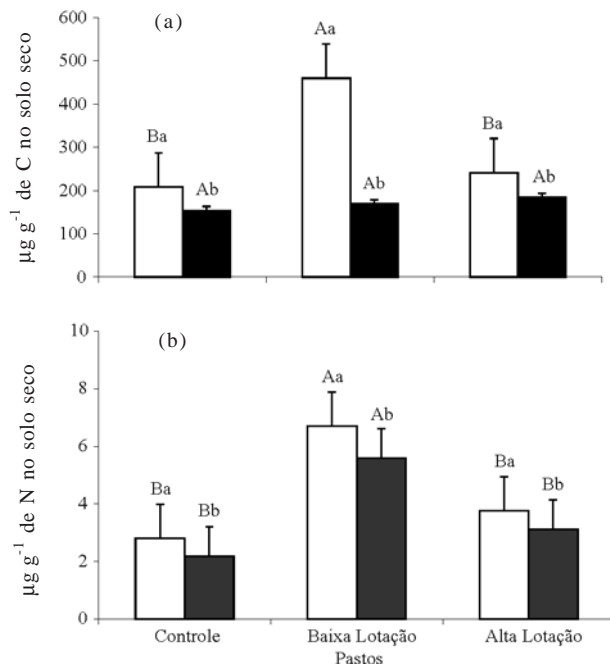 (a)
µg g-1 de C no solo seco
600
500
400
300
200
100
0
Ba
Ab
Aa
Ab
Ba
Ab
(b)
µg g-1 de N no solo seco
10
8
6
4
2
0
Ba
Bb
Aa
Ab
Ba
Bb
Controle
Baixa Lotação
Alta Lotação
Pastos